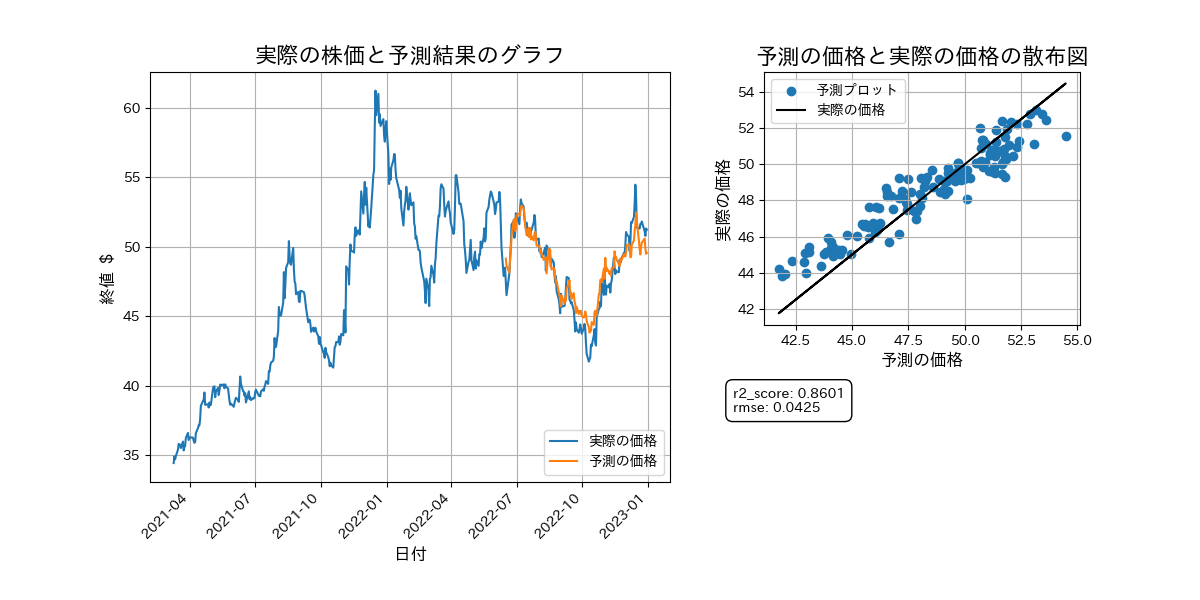 実際の株価と予測結果のグラフ
終値 $
60
55
50
45
40
35
2021-04
2021-07
2021-10
2022-01
2022-04
2022-07
2022-10
2023-01
日付
実際の価格
予測の価格
予測の価格と実際の価格の散布図
実際の価格
54
52
50
48
46
44
42
42.5
45.0
47.5
50.0
52.5
55.0
予測の価格
予測プロット
実際の価格
r2_score: 0.8601
rmse: 0.0425